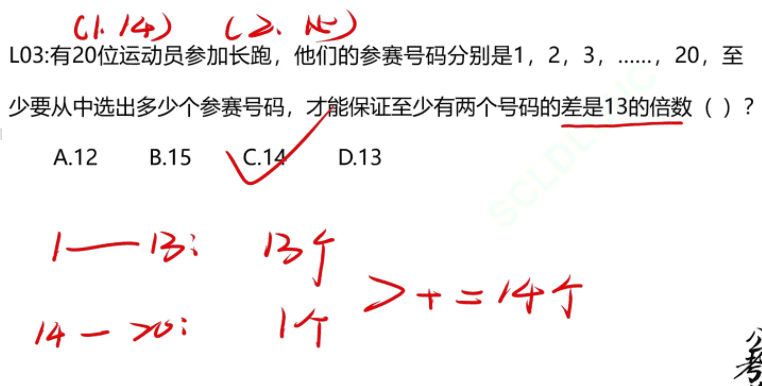 (1.14) (2.15)
L03:有20位运动员参加长跑，他们的参赛号码分别是1，2，3，……，20，至
少要从中选出多少个参赛号码，才能保证至少有两个号码的差是13的倍数（ ）？
A.12 B.15 C.14 D.13
1—13: 13个
> + = 14个
14—20: 1个
SCLDL
公
考